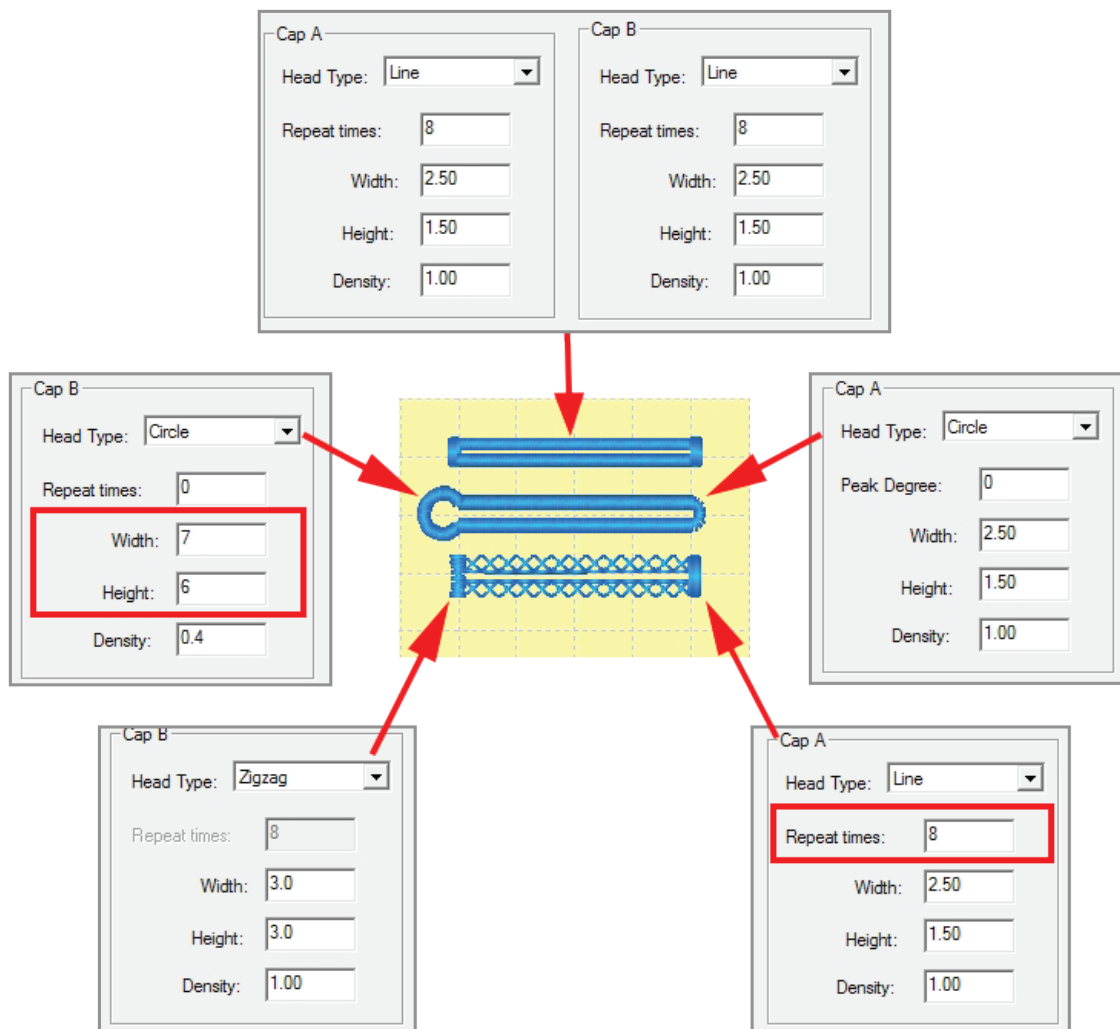 Cap A
Head Type: Line
Repeat times: 8
Width: 2.50
Height: 1.50
Density: 1.00
Cap B
Head Type: Line
Repeat times: 8
Width: 2.50
Height: 1.50
Density: 1.00
Cap B
Head Type: Circle
Repeat times: 0
Width: 7
Height: 6
Density: 0.4
Cap A
Head Type: Circle
Peak Degree: 0
Width: 2.50
Height: 1.50
Density: 1.00
Cap B
Head Type: Zigzag
Repeat times: 8
Width: 3.0
Height: 3.0
Density: 1.00
Cap A
Head Type: Line
Repeat times: 8
Width: 2.50
Height: 1.50
Density: 1.00